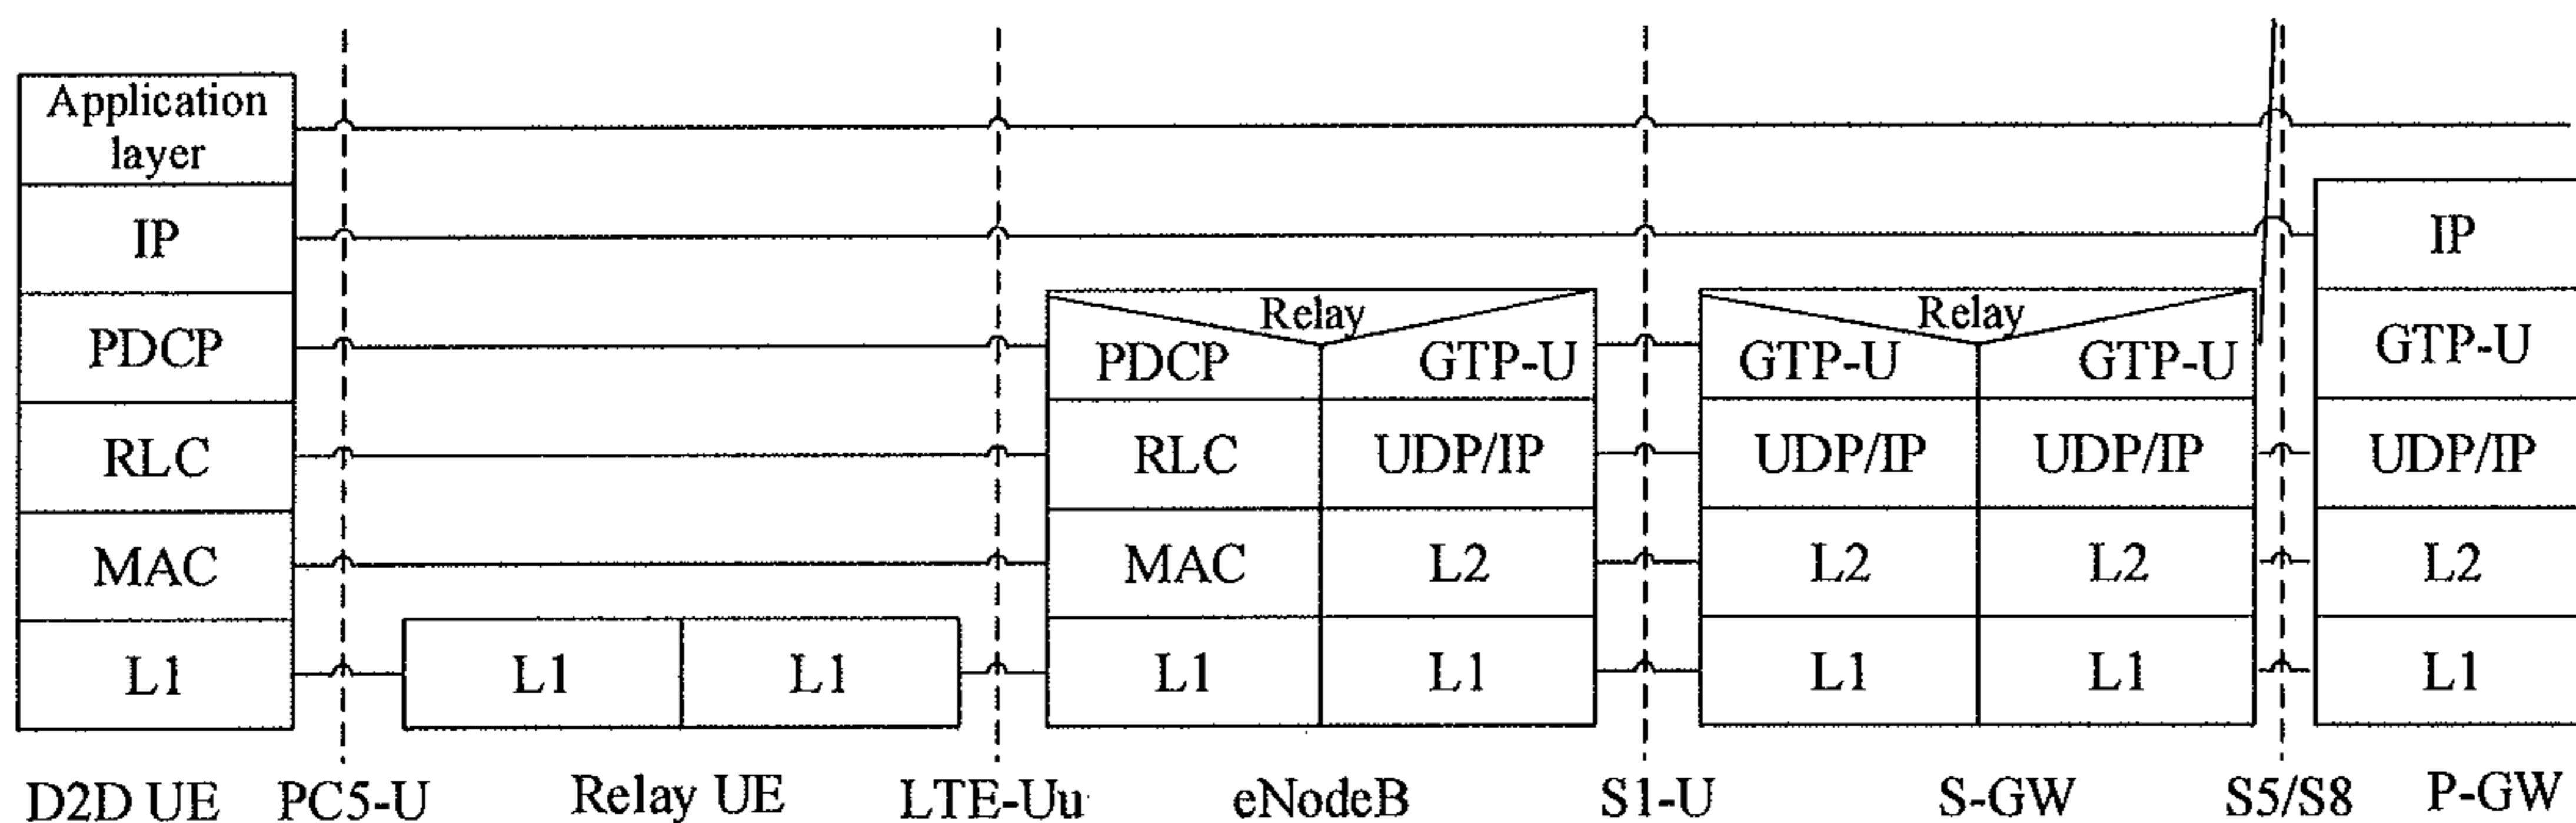 Application
layer
IP
IP
Relay
Relay
PDCP
PDCP
GTP-U
GTP-U
GTP-U
GTP-U
RLC
RLC
UDP/IP
UDP/IP
UDP/IP
UDP/IP
MAC
MAC
L2
L2
L2
L2
L1
L1
L1
L1
L1
L1
L1
L1
D2D UE
PC5-U
Relay UE
LTE-Uu
eNodeB
S1-U
S-GW
S5/S8
P-GW